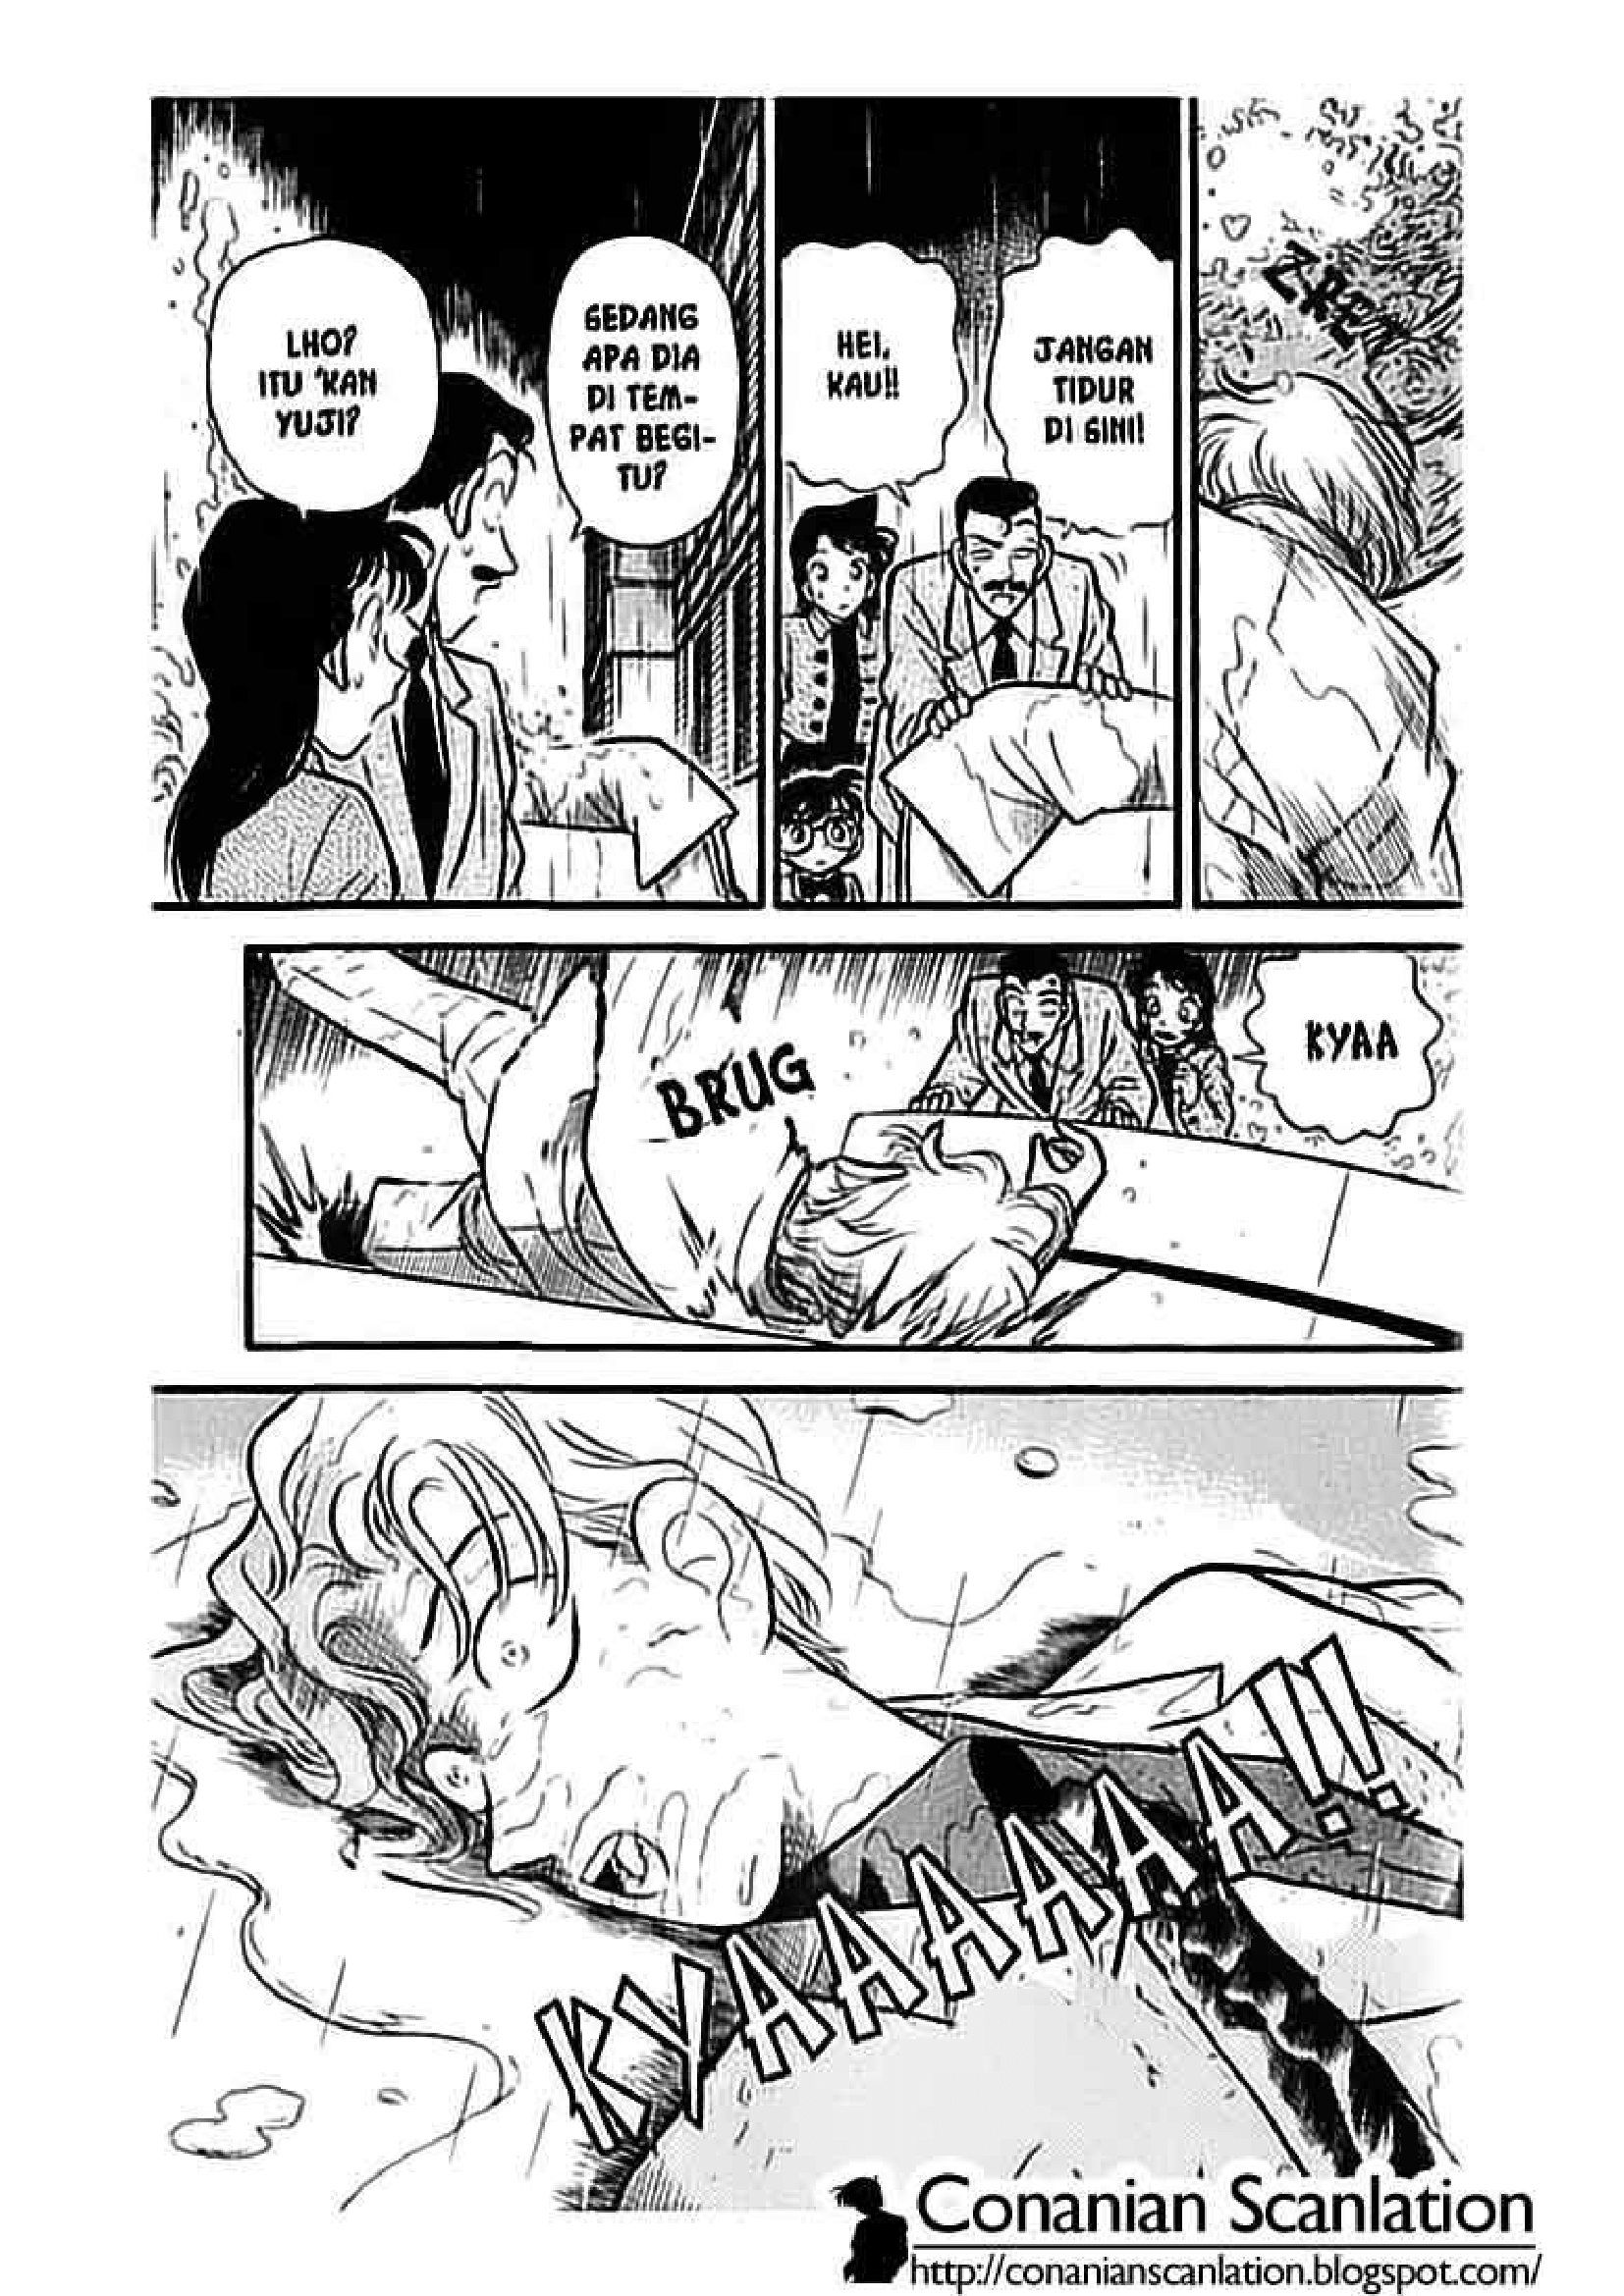 LHO?
ITU 'KAN
YUJI?
SEDANG
APA DIA
DI TEM-
PAT BEGI-
TU?
HEI,
KAU!!
JANGAN
TIDUR
DI SINI!
KYAA
BRUG
KYAAAAAA!!
Conanian Scanlation
http://conanianscanlation.blogspot.com/